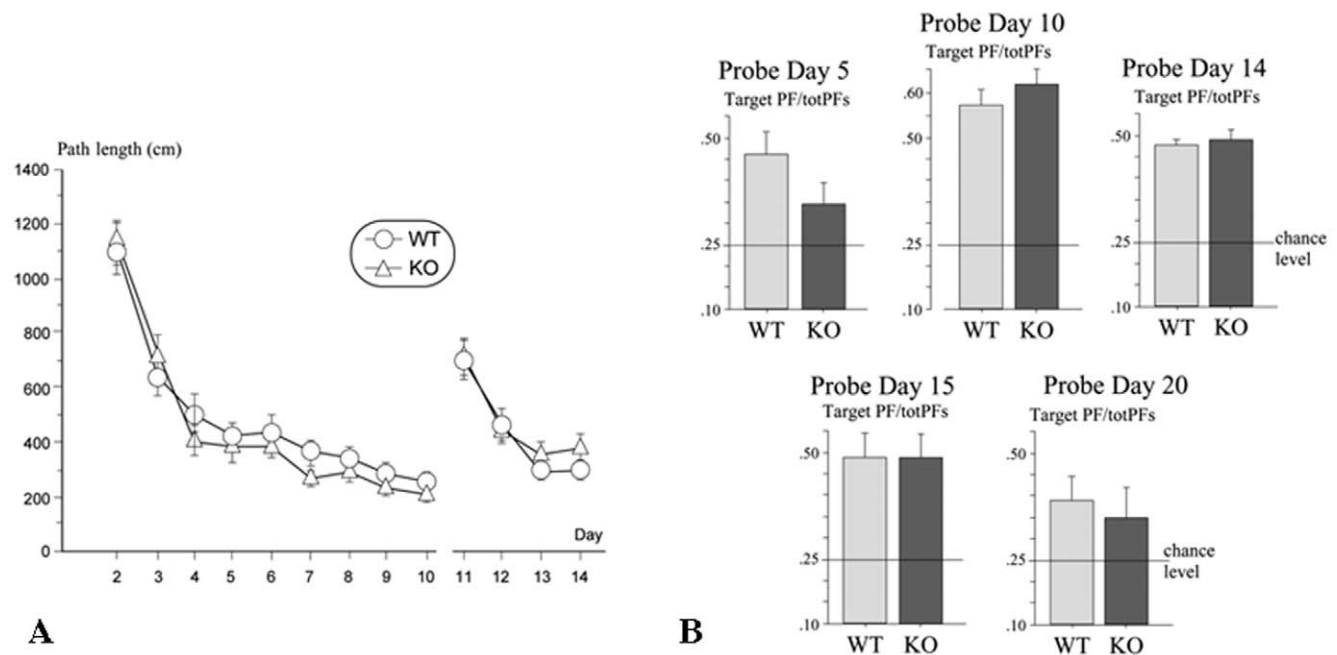 Path length (cm)
1400
1200
1000
800
600
400
200
0
WT
KO
Day
2 3 4 5 6 7 8 9 10 11 12 13 14
A
Probe Day 5
Target PF/totPFs
.50
.25
.10
WT KO
Probe Day 10
Target PF/totPFs
.60
.50
.25
.10
WT KO
Probe Day 14
Target PF/totPFs
.50
.25
.10
chance
level
WT KO
Probe Day 15
Target PF/totPFs
.50
.25
.10
WT KO
Probe Day 20
Target PF/totPFs
.50
.25
.10
chance
level
WT KO
B